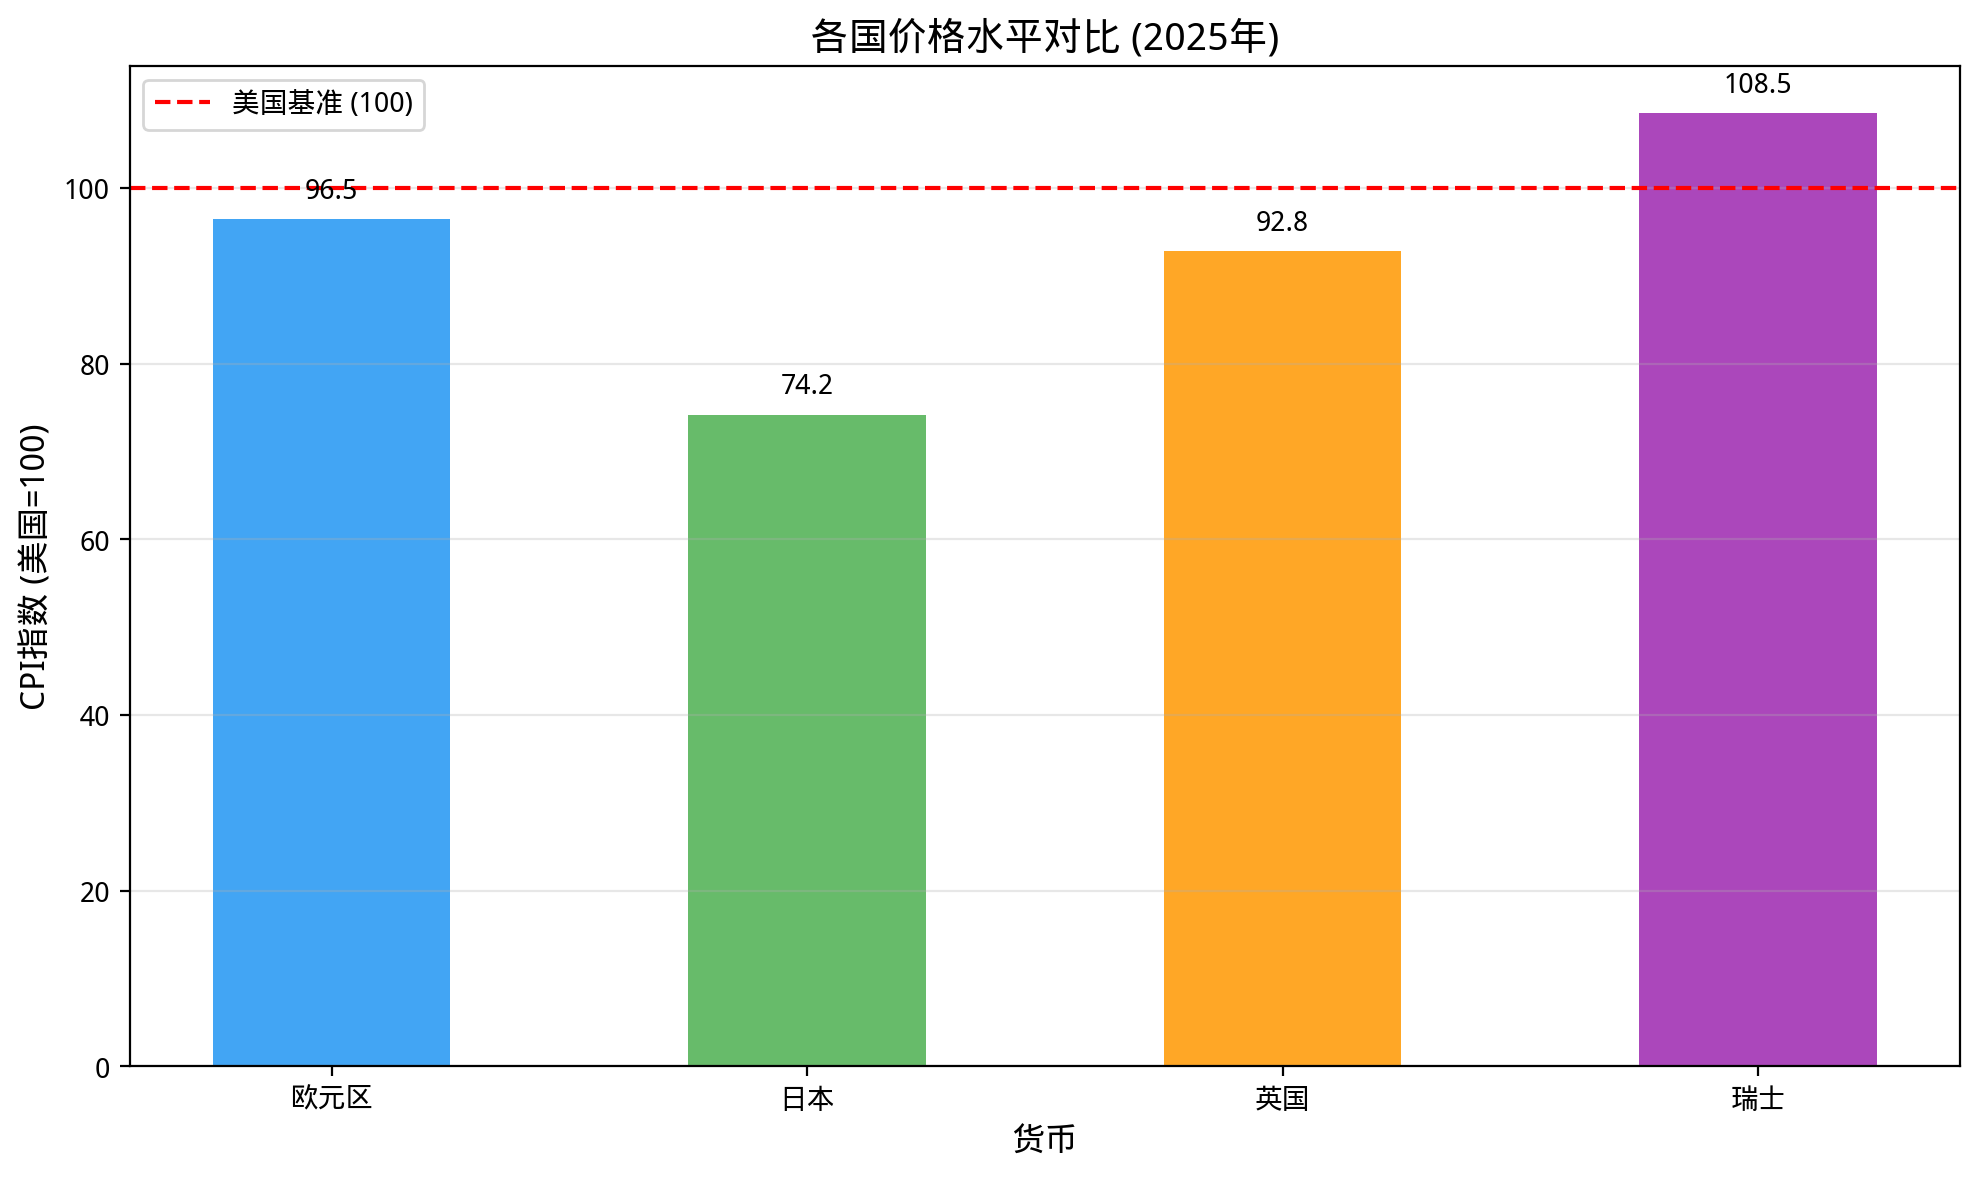 各国价格水平对比 (2025年)
美国基准 (100)
CPI指数 (美国=100)
100
80
60
40
20
0
96.5
74.2
92.8
108.5
欧元区
日本
英国
瑞士
货币